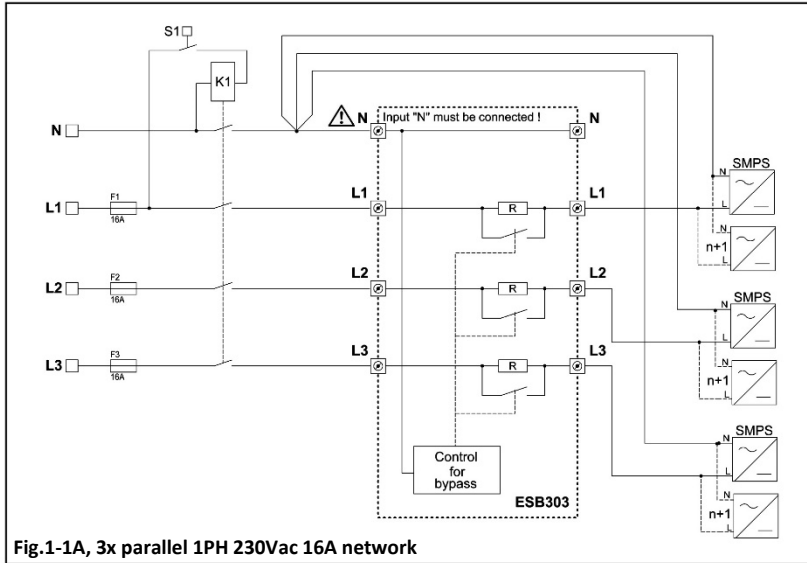 S1
K1
N
N
Input "N" must be connected !
N
L1
F1
16A
L1
R
L1
L2
F2
16A
L2
R
L2
L3
F3
16A
L3
R
L3
Control
for
bypass
ESB303
SMPS
N
L
N
n+1
L
SMPS
N
L
N
n+1
L
SMPS
N
L
N
n+1
L
Fig.1-1A, 3x parallel 1PH 230Vac 16A network